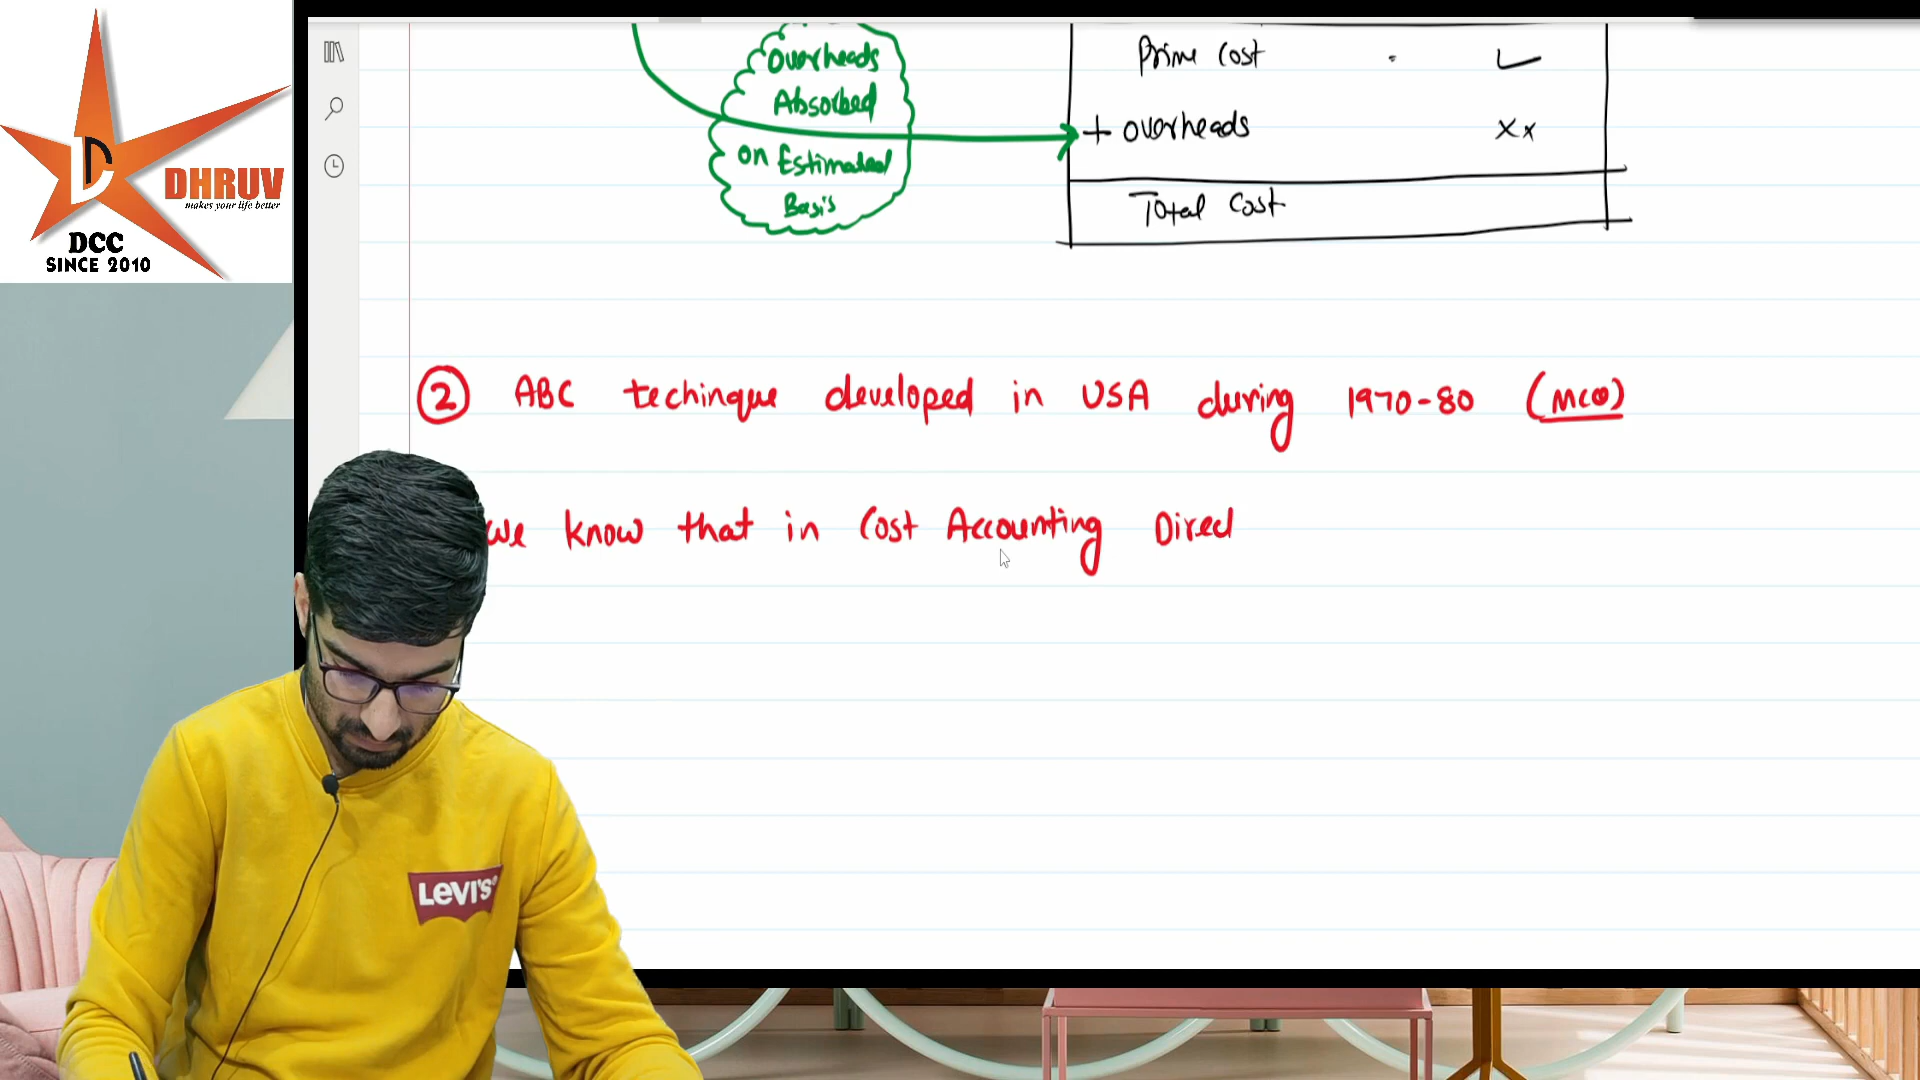 DC
DHRUV
makes your life better
DCC
SINCE 2010
Overheads
Absorbed
on Estimated
Basis
Prime Cost
+ Overheads xx
Total Cost
② ABC techinque developed in USA during 1970-80 (MCQ)
we know that in Cost Accounting Direct
LEVI'S